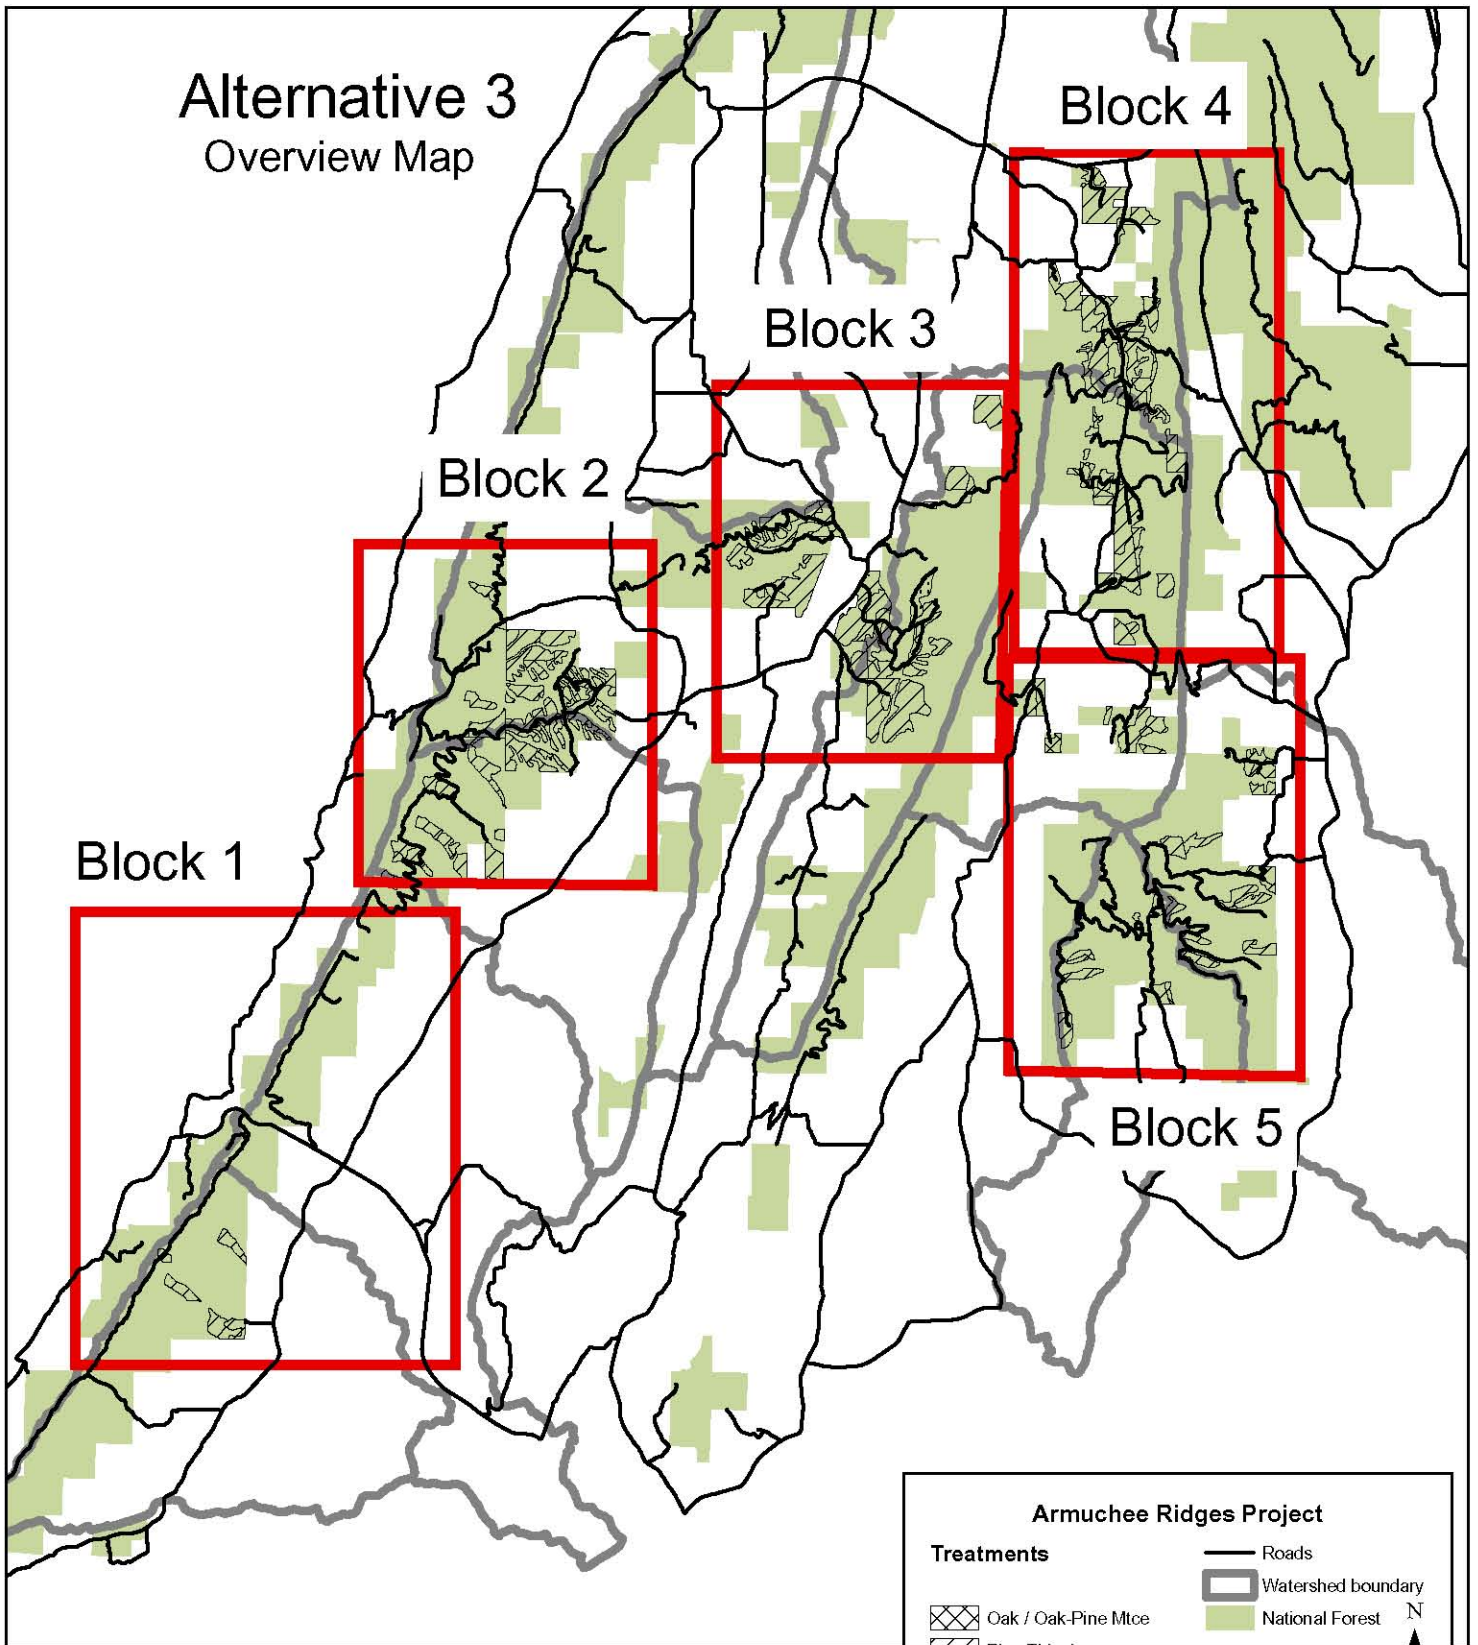 Alternative 3
Overview Map
Block 4
Block 3
Block 2
Block 1
Block 5
Armuchee Ridges Project
Treatments
Roads
Watershed boundary
Oak / Oak-Pine Mtce
National Forest
N